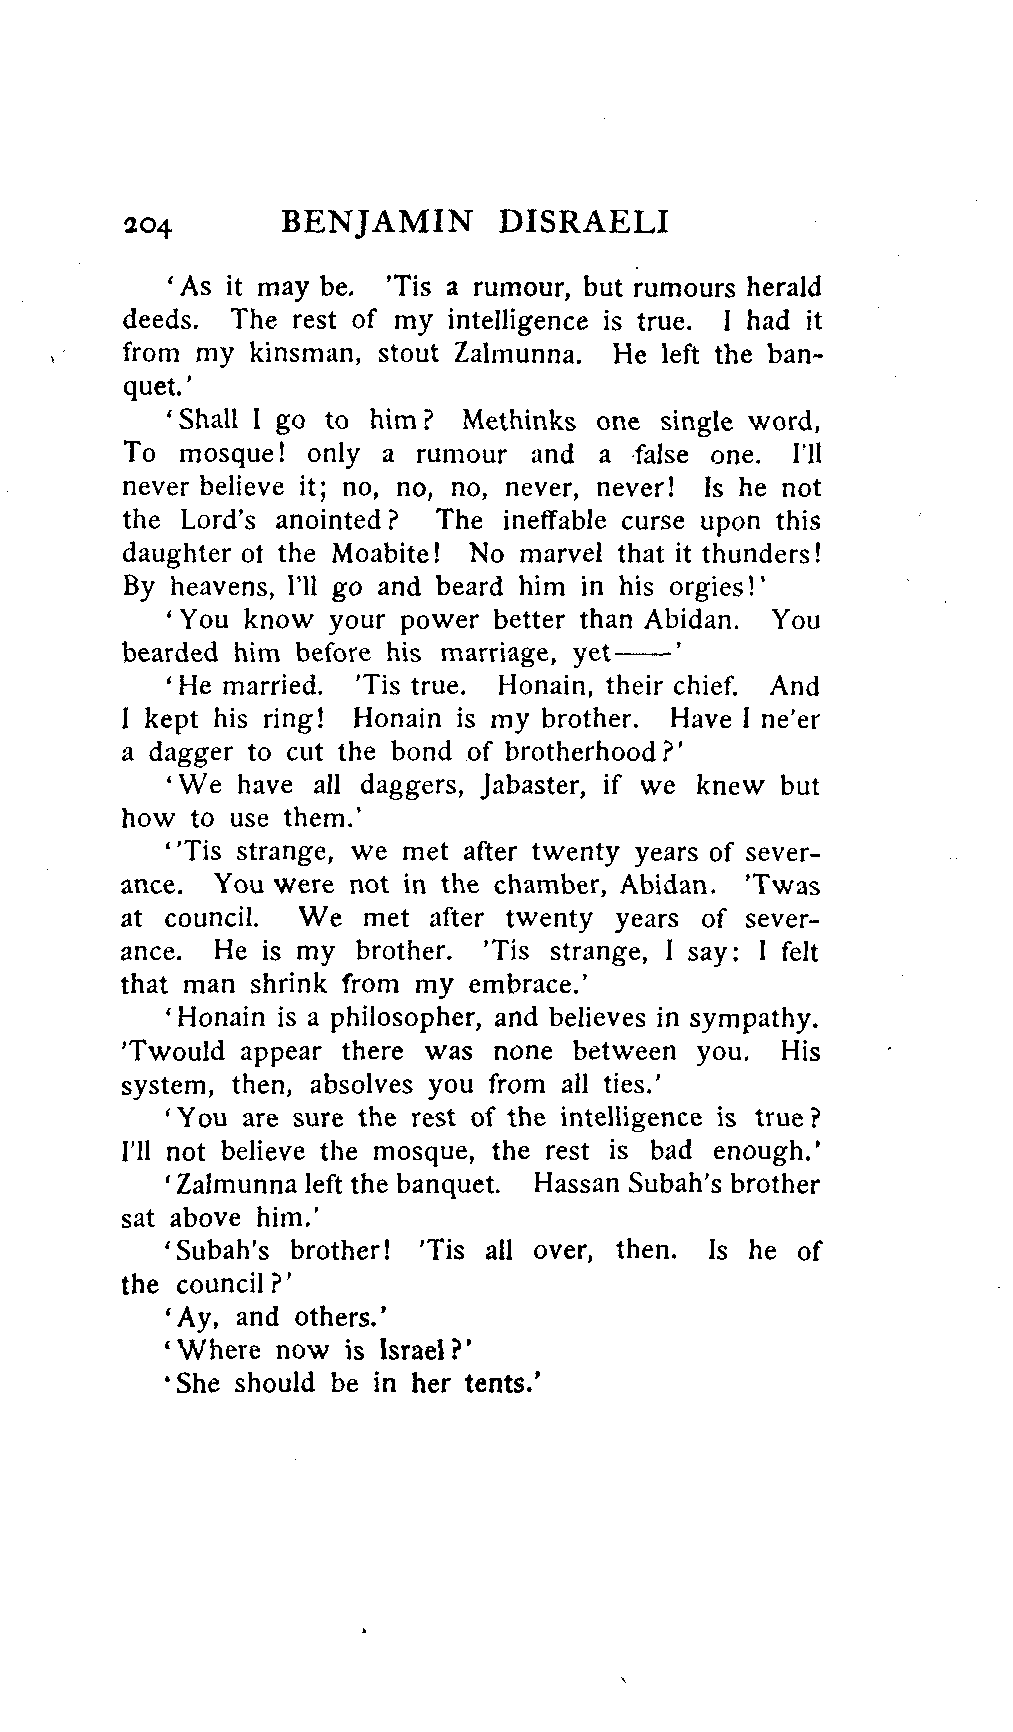 204 BENJAMIN DISRAELI
'As it may be. 'Tis a rumour, but rumours herald
deeds. The rest of my intelligence is true. I had it
from my kinsman, stout Zalmunna. He left the ban-
quet.'
'Shall I go to him? Methinks one single word,
To mosque! only a rumour and a false one. I'll
never believe it; no, no, no, never, never! Is he not
the Lord's anointed? The ineffable curse upon this
daughter ot the Moabite! No marvel that it thunders!
By heavens, I'll go and beard him in his orgies!'
'You know your power better than Abidan. You
bearded him before his marriage, yet——'
'He married. 'Tis true. Honain, their chief. And
I kept his ring! Honain is my brother. Have I ne'er
a dagger to cut the bond of brotherhood?'
'We have all daggers, Jabaster, if we knew but
how to use them.'
''Tis strange, we met after twenty years of sever-
ance. You were not in the chamber, Abidan. 'Twas
at council. We met after twenty years of sever-
ance. He is my brother. 'Tis strange, I say: I felt
that man shrink from my embrace.'
'Honain is a philosopher, and believes in sympathy.
'Twould appear there was none between you. His
system, then, absolves you from all ties.'
'You are sure the rest of the intelligence is true?
I'll not believe the mosque, the rest is bad enough.'
'Zalmunna left the banquet. Hassan Subah's brother
sat above him.'
'Subah's brother! 'Tis all over, then. Is he of
the council?'
'Ay, and others.'
'Where now is Israel?'
'She should be in her tents.'